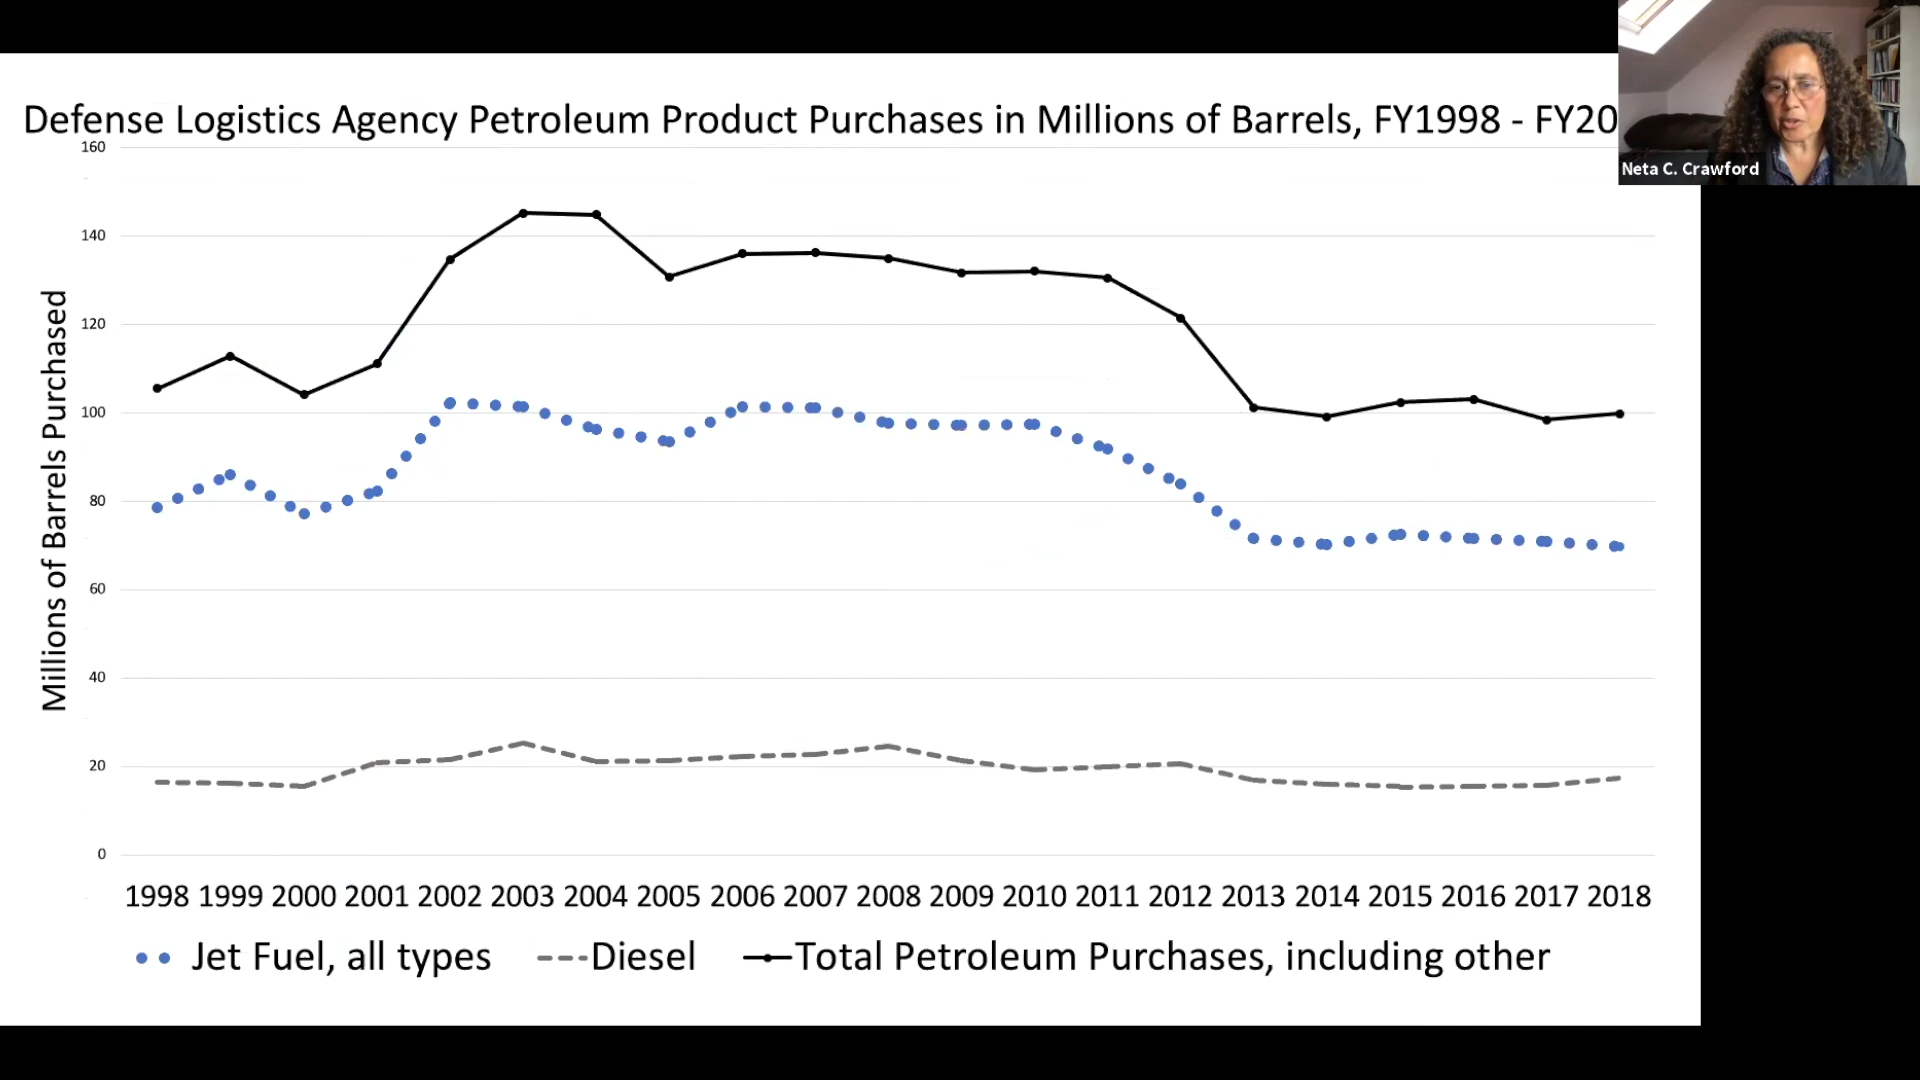 Defense Logistics Agency Petroleum Product Purchases in Millions of Barrels, FY1998 - FY20
Neta C. Crawford
Millions of Barrels Purchased
160
140
120
100
80
60
40
20
0
1998 1999 2000 2001 2002 2003 2004 2005 2006 2007 2008 2009 2010 2011 2012 2013 2014 2015 2016 2017 2018
Jet Fuel, all types Diesel Total Petroleum Purchases, including other